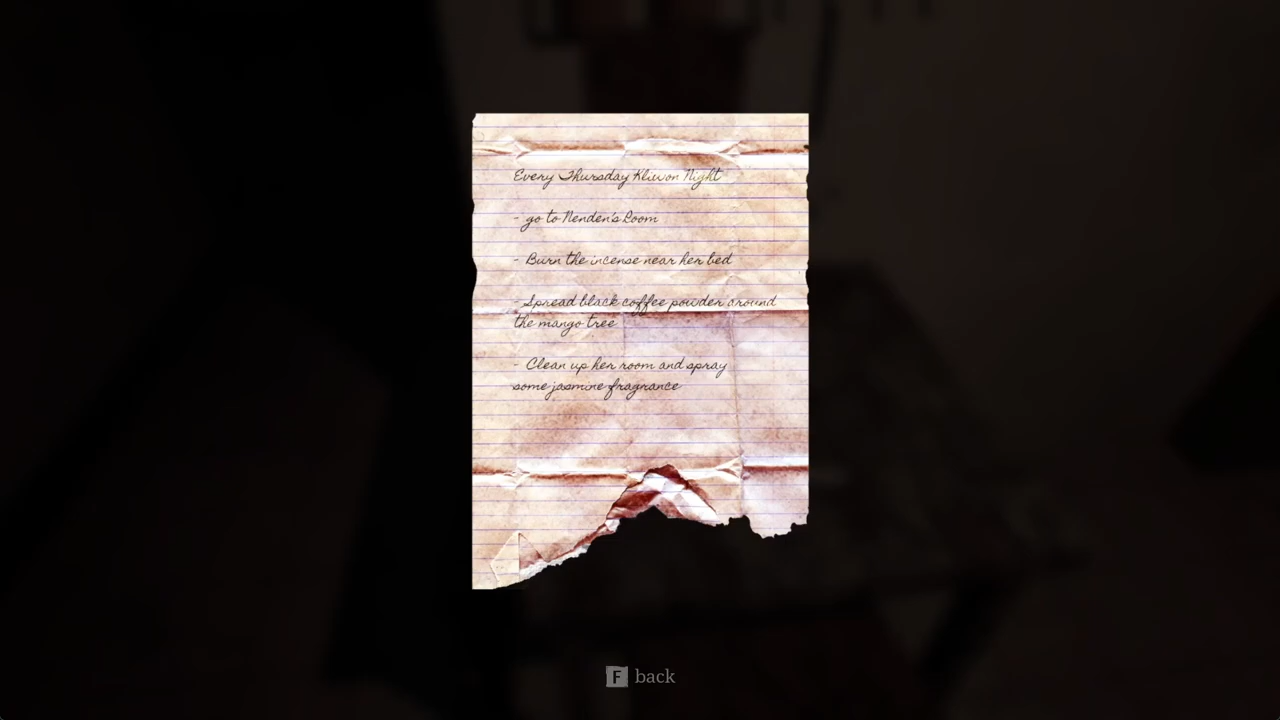 Every Thursday Kliwon Night
- go to Nenden's Room
- Burn the incense near her bed
- Spread black coffee powder around
the mango tree
- Clean up her room and spray
some jasmine fragrance
F back